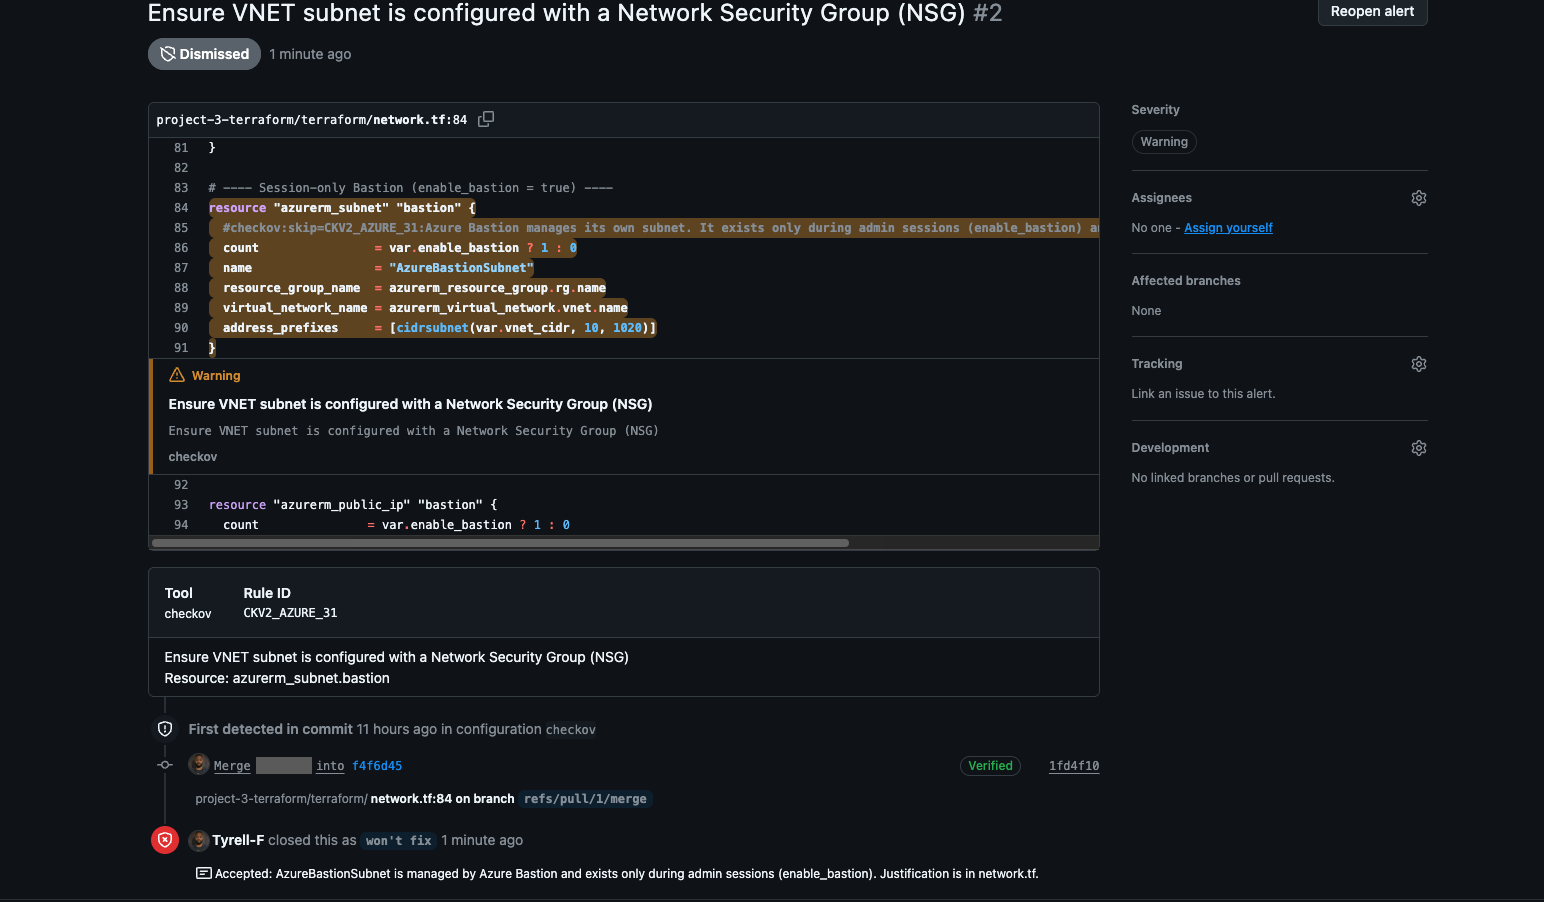 Ensure VNET subnet is configured with a Network Security Group (NSG) #2
Reopen alert
Dismissed 1 minute ago
project-3-terraform/terraform/network.tf:84
81 }
82
83 # ---- Session-only Bastion (enable_bastion = true) ----
84 resource "azurerm_subnet" "bastion" {
85 #checkov:skip=CKV2_AZURE_31:Azure Bastion manages its own subnet. It exists only during admin sessions (enable_bastion)
86 count = var.enable_bastion ? 1 : 0
87 name = "AzureBastionSubnet"
88 resource_group_name = azurerm_resource_group.rg.name
89 virtual_network_name = azurerm_virtual_network.vnet.name
90 address_prefixes = [cidrsubnet(var.vnet_cidr, 10, 1020)]
91 }
Warning
Ensure VNET subnet is configured with a Network Security Group (NSG)
Ensure VNET subnet is configured with a Network Security Group (NSG)
checkov
92
93 resource "azurerm_public_ip" "bastion" {
94 count = var.enable_bastion ? 1 : 0
Tool Rule ID
checkov CKV2_AZURE_31
Ensure VNET subnet is configured with a Network Security Group (NSG)
Resource: azurerm_subnet.bastion
First detected in commit 11 hours ago in configuration checkov
Merge into f4f6d45 Verified 1fd4f10
project-3-terraform/terraform/ network.tf:84 on branch refs/pull/1/merge
Tyrell-F closed this as won't fix 1 minute ago
Accepted: AzureBastionSubnet is managed by Azure Bastion and exists only during admin sessions (enable_bastion). Justification is in network.tf.
Severity
Warning
Assignees
No one - Assign yourself
Affected branches
None
Tracking
Link an issue to this alert.
Development
No linked branches or pull requests.